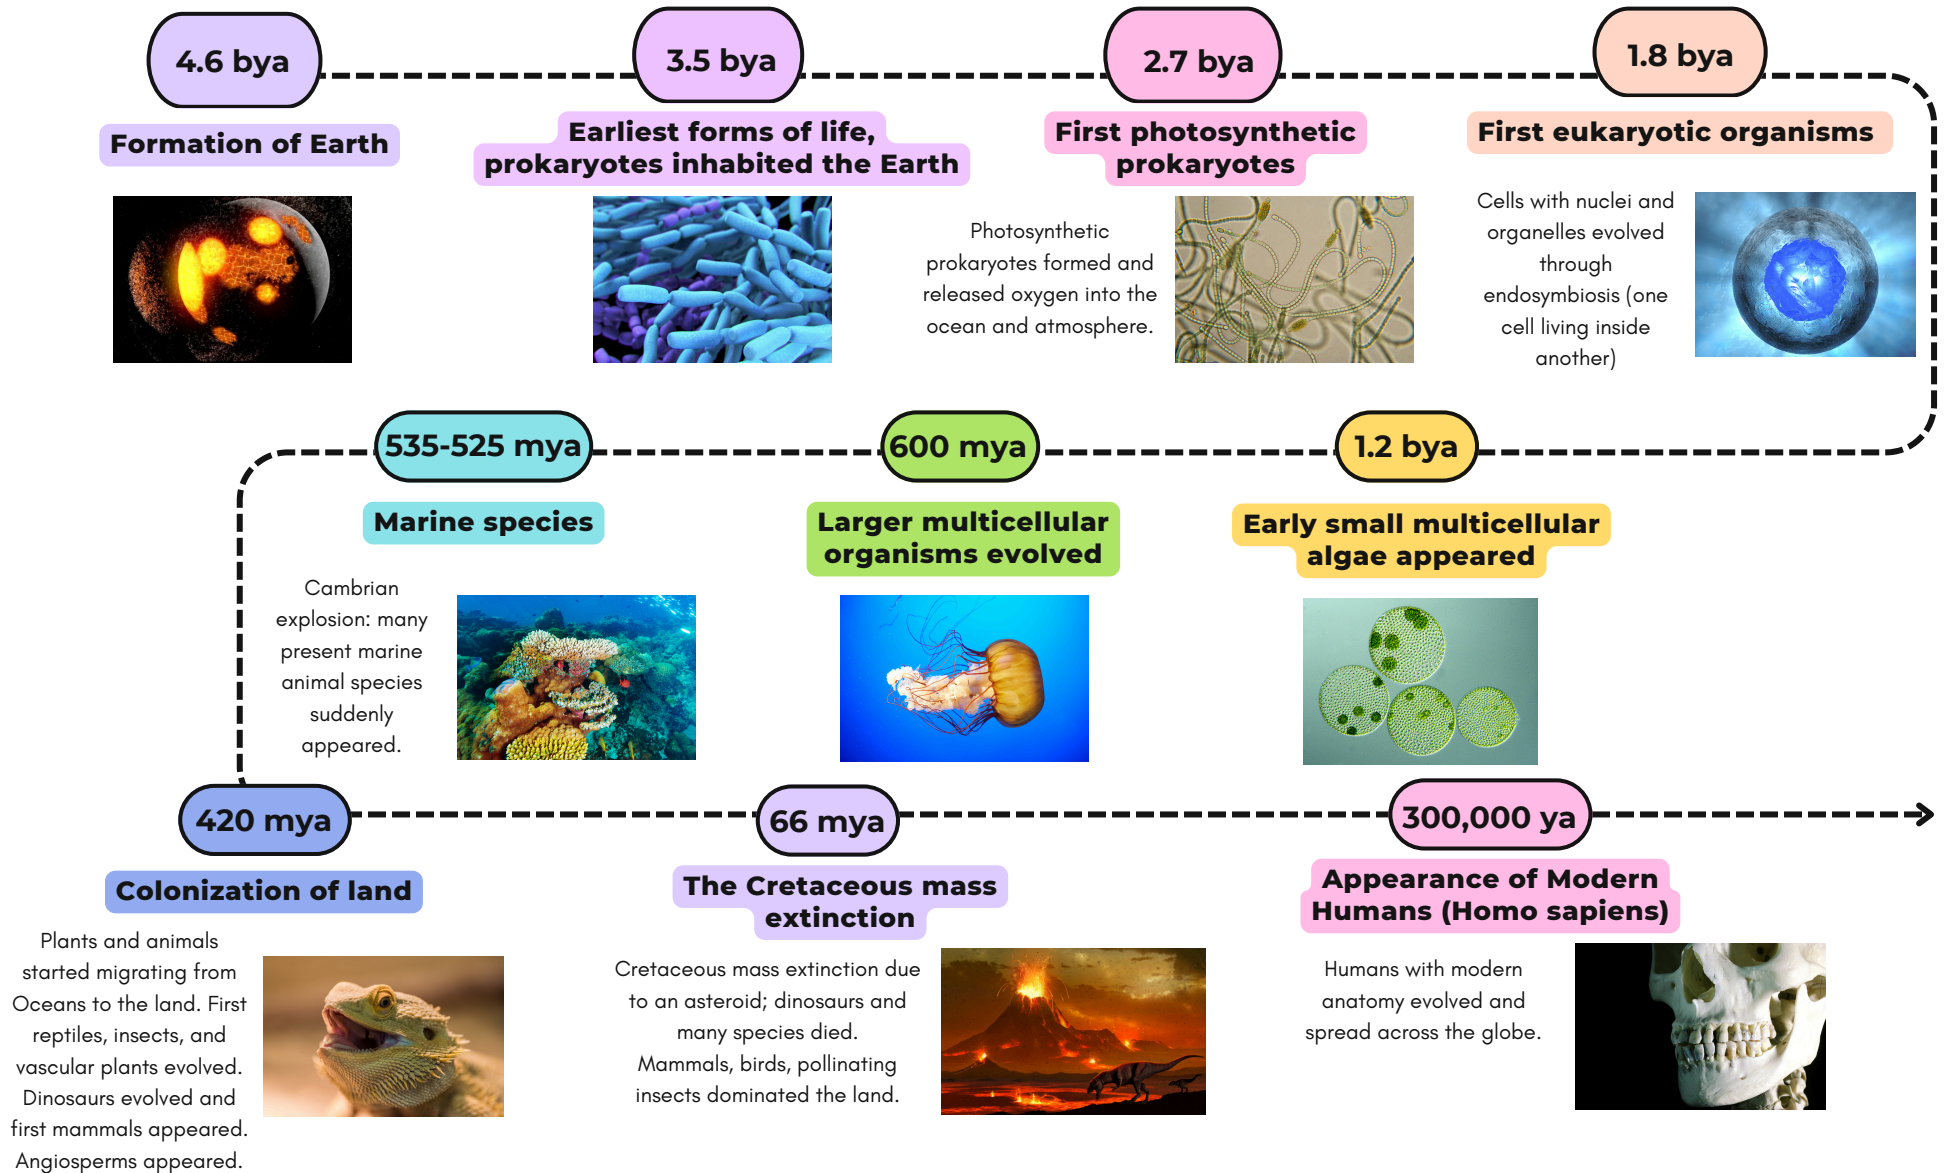 4.6 bya
3.5 bya
2.7 bya
1.8 bya
Formation of Earth
Earliest forms of life,
prokaryotes inhabited the Earth
First photosynthetic
prokaryotes
Photosynthetic
prokaryotes formed and
released oxygen into the
ocean and atmosphere.
First eukaryotic organisms
Cells with nuclei and
organelles evolved
through
endosymbiosis (one
cell living inside
another)
1.2 bya
Early small multicellular
algae appeared
600 mya
Larger multicellular
organisms evolved
535-525 mya
Marine species
Cambrian
explosion: many
present marine
animal species
suddenly
appeared.
420 mya
Colonization of land
Plants and animals
started migrating from
Oceans to the land. First
reptiles, insects, and
vascular plants evolved.
Dinosaurs evolved and
first mammals appeared.
Angiosperms appeared.
66 mya
The Cretaceous mass
extinction
Cretaceous mass extinction due
to an asteroid; dinosaurs and
many species died.
Mammals, birds, pollinating
insects dominated the land.
300,000 ya
Appearance of Modern
Humans (Homo sapiens)
Humans with modern
anatomy evolved and
spread across the globe.